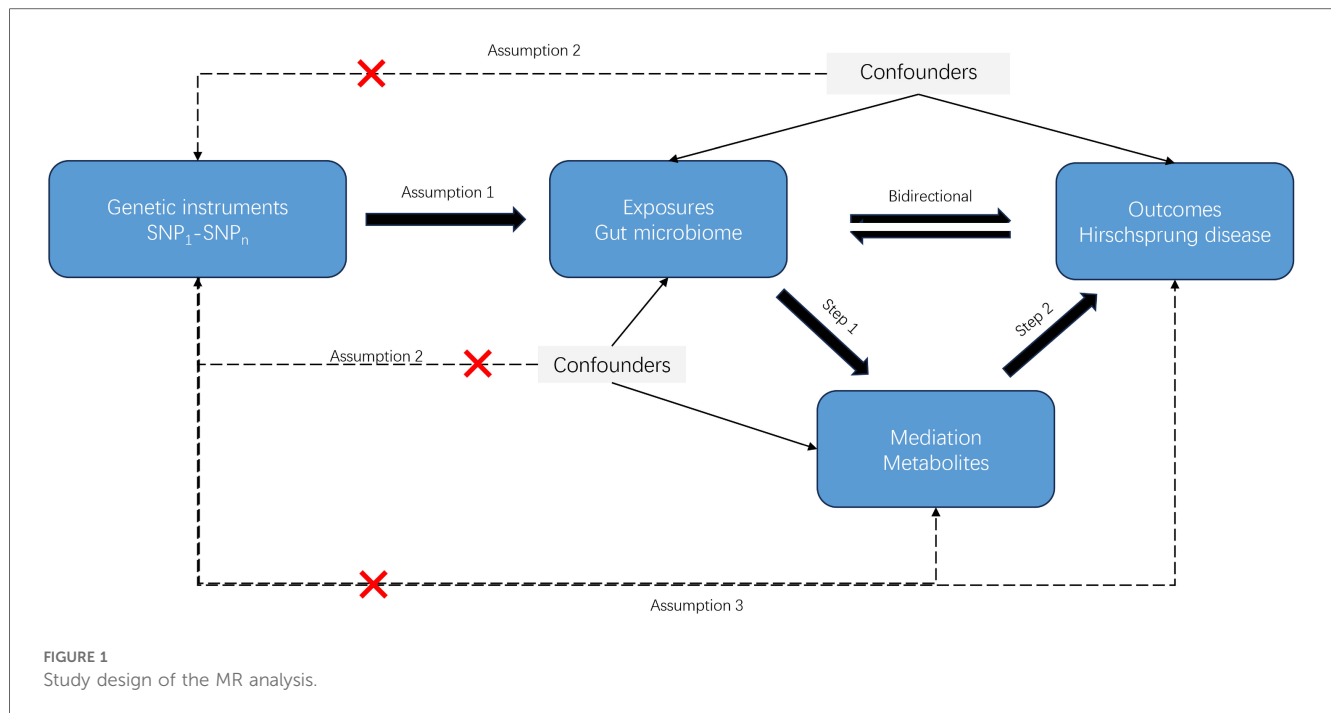 Assumption 2
Confounders
Genetic instruments
SNP₁-SNPₙ
Assumption 1
Exposures
Gut microbiome
Bidirectional
Outcomes
Hirschsprung disease
Step 1
Step 2
Assumption 2
Confounders
Mediation
Metabolites
Assumption 3
FIGURE 1
Study design of the MR analysis.